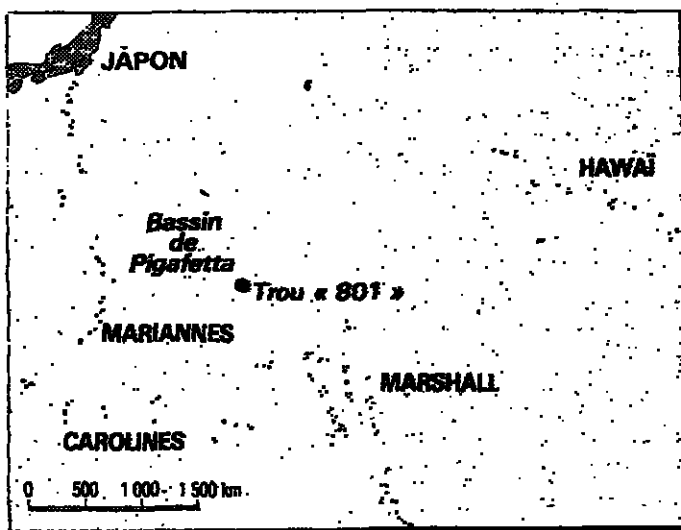 JAPON
HAWAÏ
Bassin
de
Pigafetta
Trou « 801 »
MARIANNES
MARSHALL
CAROLINES
0 500 1 000 1 500 km